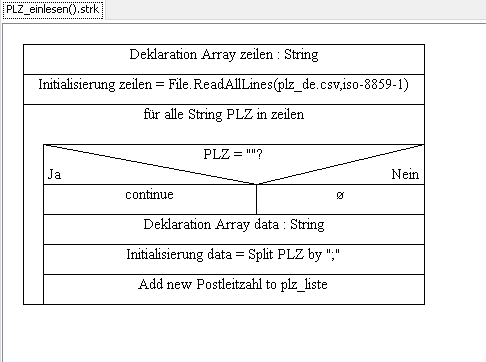 PLZ_einlesen().strk
Deklaration Array zeilen : String
Initialisierung zeilen = File.ReadAllLines(plz_de.csv,iso-8859-1)
für alle String PLZ in zeilen
PLZ = ""?
Ja Nein
continue ø
Deklaration Array data : String
Initialisierung data = Split PLZ by ";"
Add new Postleitzahl to plz_liste